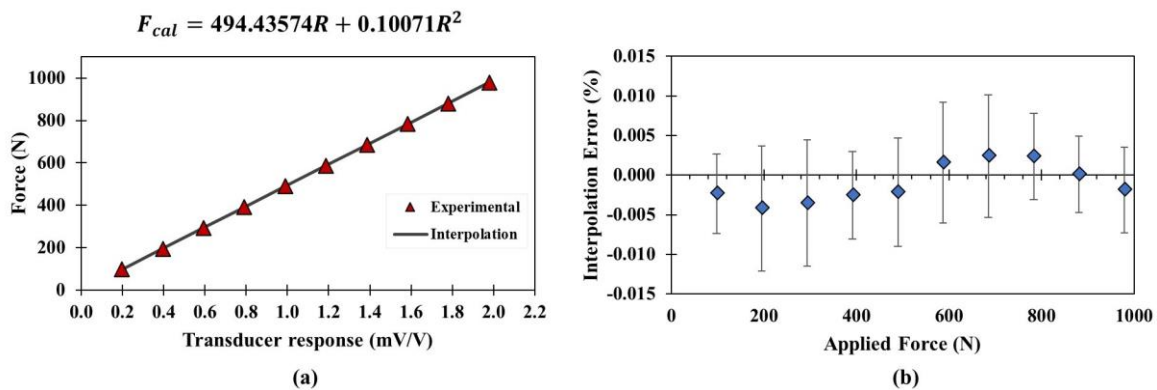 F_cal = 494.43574R + 0.10071R²
Force (N)
1000
800
600
400
200
0
Experimental
Interpolation
0.0 0.2 0.4 0.6 0.8 1.0 1.2 1.4 1.6 1.8 2.0 2.2
Transducer response (mV/V)
(a)
Interpolation Error (%)
0.015
0.010
0.005
0.000
-0.005
-0.010
-0.015
0 200 400 600 800 1000
Applied Force (N)
(b)